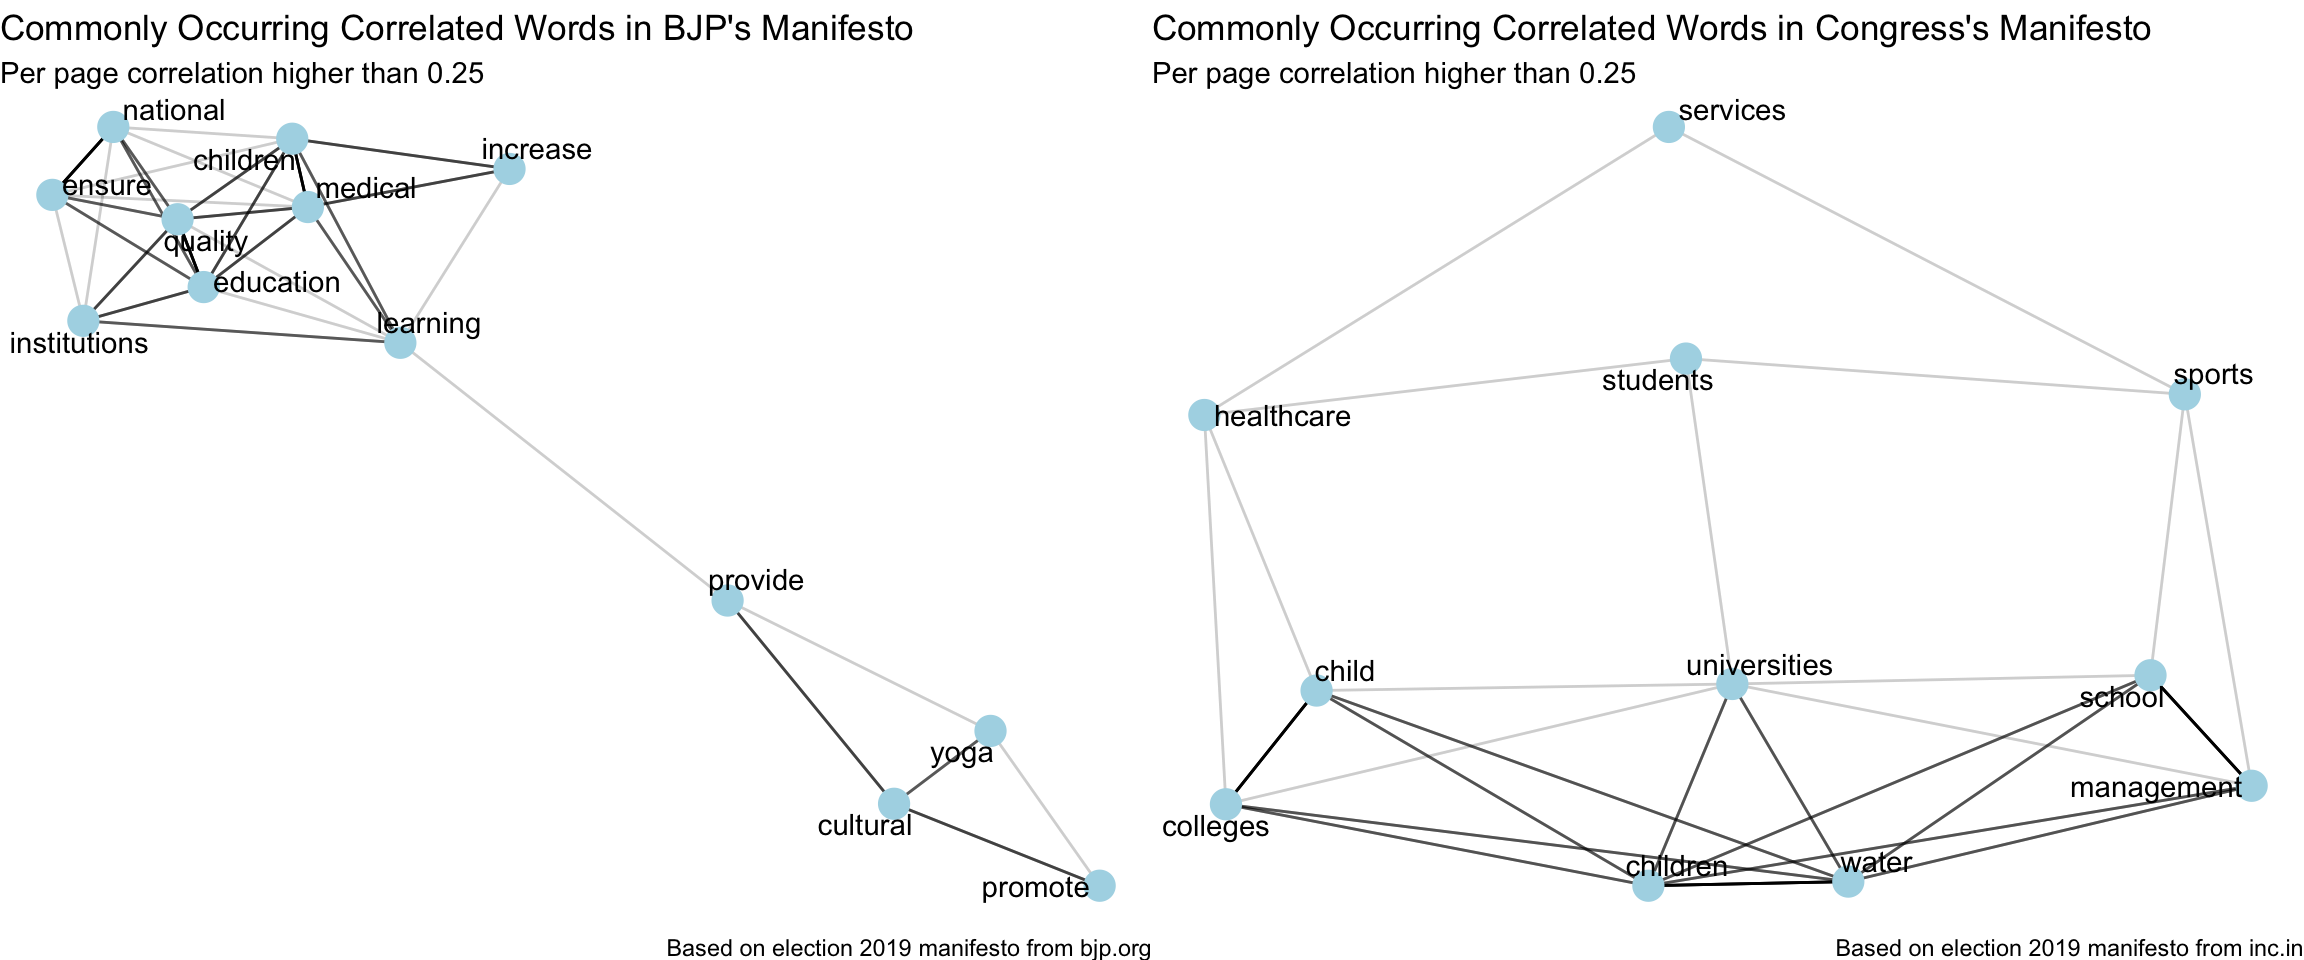 Commonly Occurring Correlated Words in BJP's Manifesto
Per page correlation higher than 0.25
national
children
increase
ensure
medical
quality
education
learning
institutions
provide
yoga
cultural
promote
Based on election 2019 manifesto from bjp.org
Commonly Occurring Correlated Words in Congress's Manifesto
Per page correlation higher than 0.25
services
students
sports
healthcare
child
universities
school
management
colleges
children
water
Based on election 2019 manifesto from inc.in